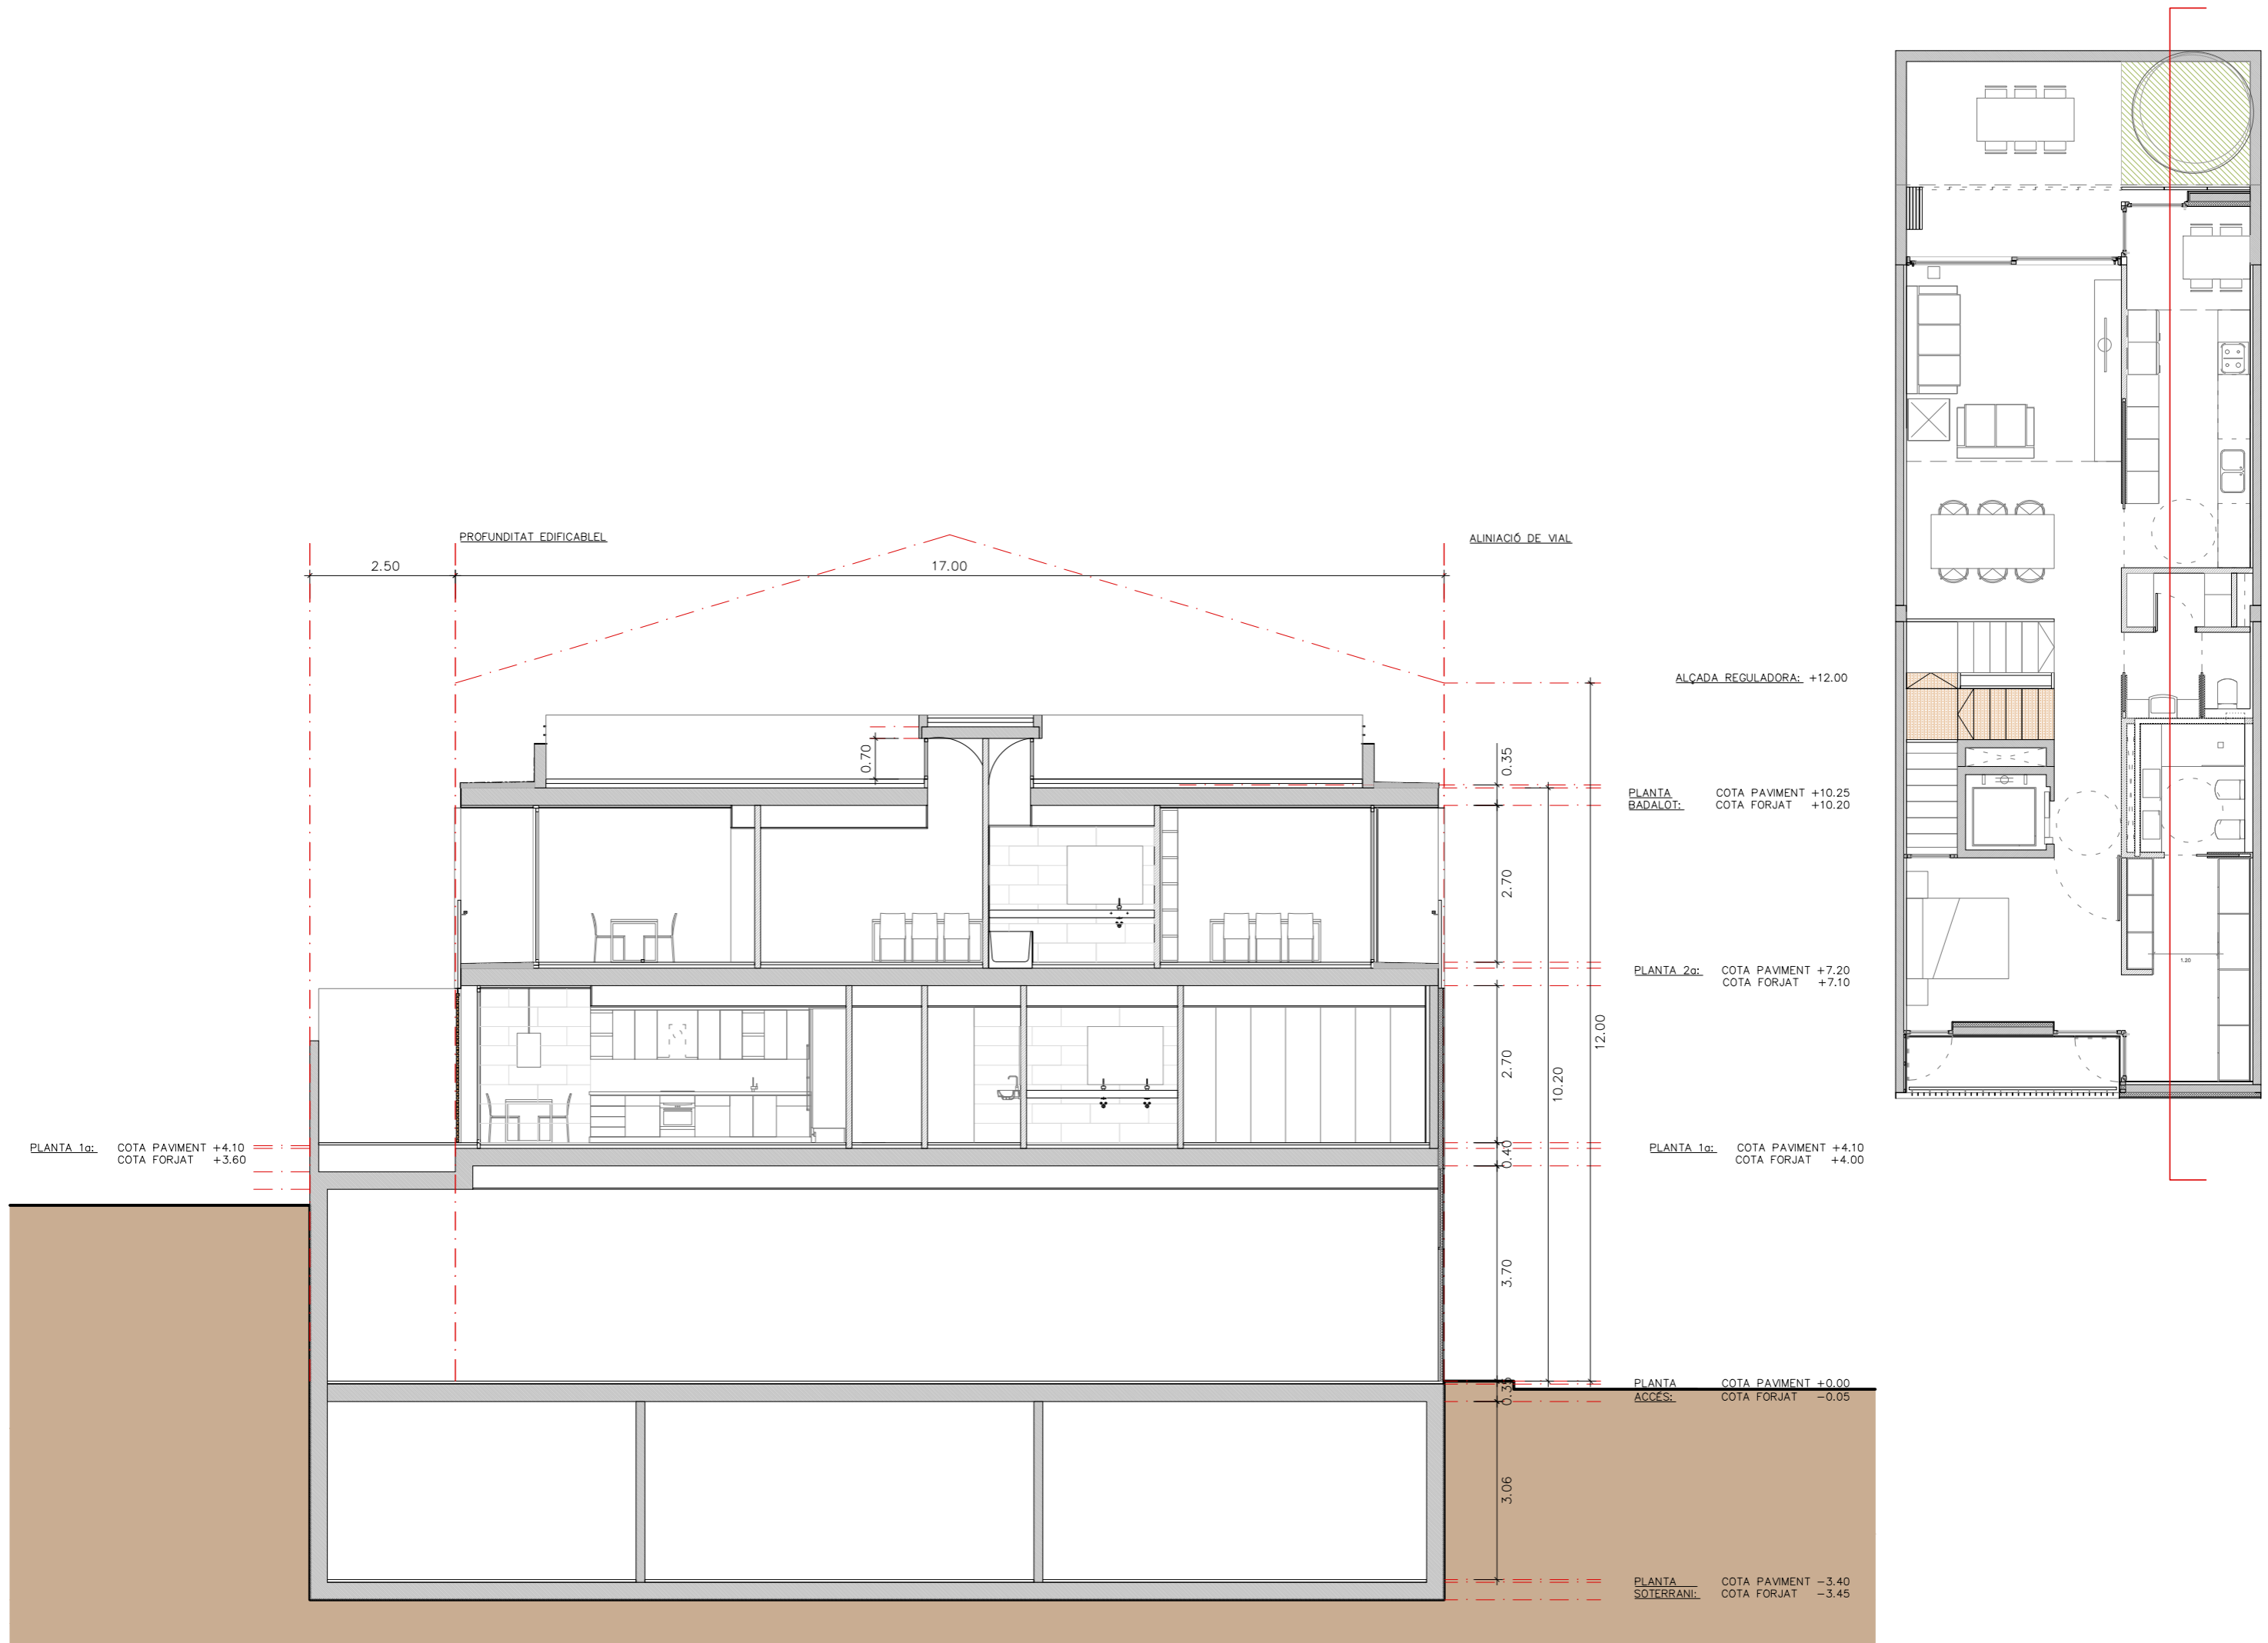 PROFUNDITAT EDIFICABLEL
ALINIACIÓ DE VIAL
2.50
17.00
ALÇADA REGULADORA: +12.00
0.70
0.35
PLANTA COTA PAVIMENT +10.25
BADALOT: COTA FORJAT +10.20
2.70
PLANTA 2a: COTA PAVIMENT +7.20
COTA FORJAT +7.10
1.20
12.00
2.70
10.20
PLANTA 1a: COTA PAVIMENT +4.10
COTA FORJAT +3.60
0.40
PLANTA 1a: COTA PAVIMENT +4.10
COTA FORJAT +4.00
3.70
PLANTA COTA PAVIMENT +0.00
ACCÉS: COTA FORJAT -0.05
0.35
3.06
PLANTA COTA PAVIMENT -3.40
SOTERRANI: COTA FORJAT -3.45